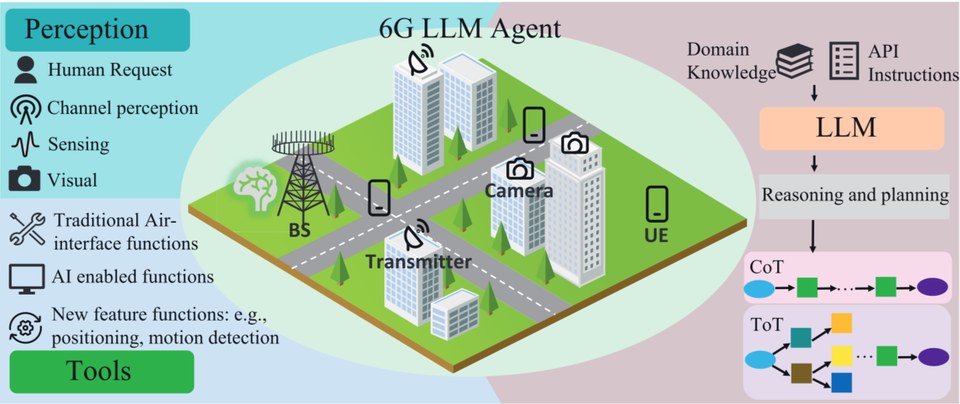 6G LLM Agent
Perception
Human Request
Channel perception
Sensing
Visual
Traditional Air-
interface functions
AI enabled functions
New feature functions: e.g.,
positioning, motion detection
Tools
BS
Camera
Transmitter
UE
Domain
Knowledge
API
Instructions
LLM
Reasoning and planning
CoT
ToT